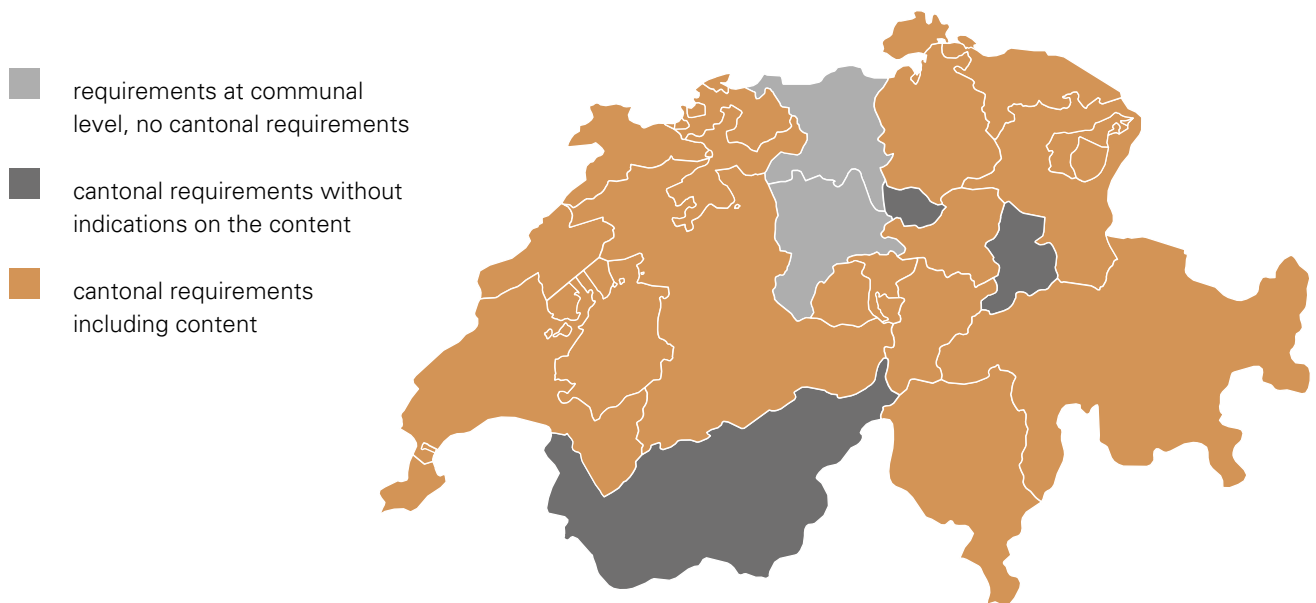 requirements at communal
level, no cantonal requirements
cantonal requirements without
indications on the content
cantonal requirements
including content